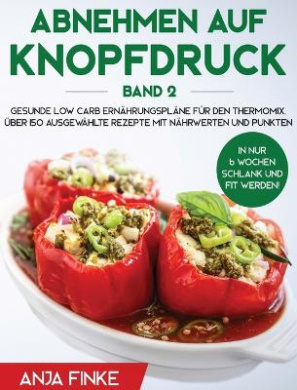 ABNEHMEN AUF
KNOPFDRUCK
BAND 2
GESUNDE LOW CARB ERNÄHRUNGSPLÄNE FÜR DEN THERMOMIX.
ÜBER 150 AUSGEWÄHLTE REZEPTE MIT NÄHRWERTEN UND PUNKTEN
IN NUR
6 WOCHEN
SCHLANK UND
FIT WERDEN!
ANJA FINKE